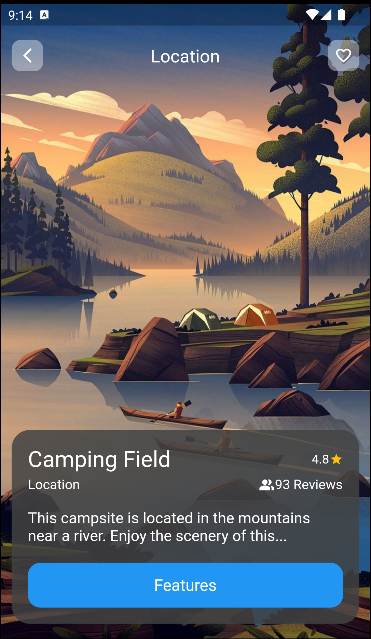 9:14 A
Location
Camping Field
4.8
Location
93 Reviews
This campsite is located in the mountains
near a river. Enjoy the scenery of this...
Features